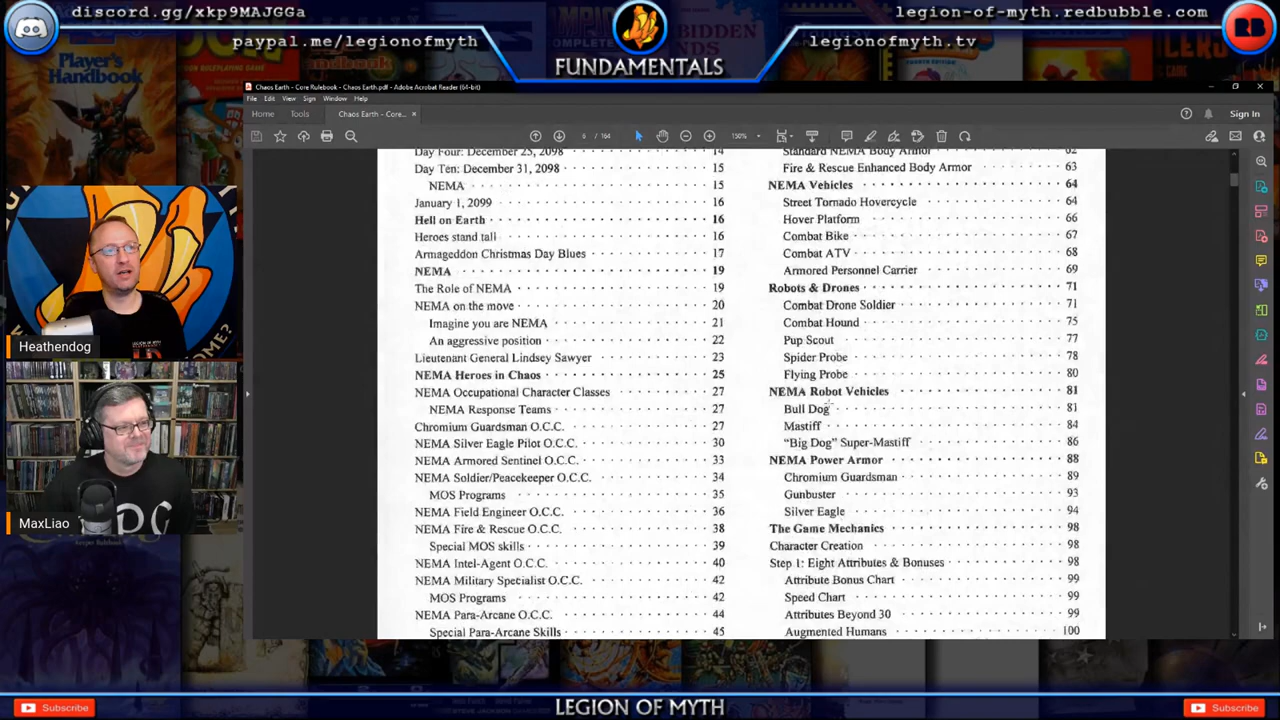 discord.gg/xkp9MAJGGa
paypal.me/legionofmyth
FUNDAMENTALS
legion-of-myth.redbubble.com
legionofmyth.tv
RB
Player's
Handbook
Chaos Earth - Core Rulebook - Chaos Earth.pdf - Adobe Acrobat Reader (64-bit)
File Edit View Sign Window Help
Home Tools Chaos Earth - Core... × Sign In
6 / 164 150%
Day Four: December 25, 2098 14
Day Ten: December 31, 2098 15
NEMA 15
January 1, 2099 16
Hell on Earth 16
Heroes stand tall 16
Armageddon Christmas Day Blues 17
NEMA 19
The Role of NEMA 19
NEMA on the move 20
Imagine you are NEMA 21
An aggressive position 22
Lieutenant General Lindsey Sawyer 23
NEMA Heroes in Chaos 25
NEMA Occupational Character Classes 27
NEMA Response Teams 27
Chromium Guardsman O.C.C. 27
NEMA Silver Eagle Pilot O.C.C. 30
NEMA Armored Sentinel O.C.C. 33
NEMA Soldier/Peacekeeper O.C.C. 34
MOS Programs 35
NEMA Field Engineer O.C.C. 36
NEMA Fire & Rescue O.C.C. 38
Special MOS skills 39
NEMA Intel-Agent O.C.C. 40
NEMA Military Specialist O.C.C. 42
MOS Programs 42
NEMA Para-Arcane O.C.C. 44
Special Para-Arcane Skills 45
Standard NEMA Body Armor 62
Fire & Rescue Enhanced Body Armor 63
NEMA Vehicles 64
Street Tornado Hovercycle 64
Hover Platform 66
Combat Bike 67
Combat ATV 68
Armored Personnel Carrier 69
Robots & Drones 71
Combat Drone Soldier 71
Combat Hound 75
Pup Scout 77
Spider Probe 78
Flying Probe 80
NEMA Robot Vehicles 81
Bull Dog 81
Mastiff 84
"Big Dog" Super-Mastiff 86
NEMA Power Armor 88
Chromium Guardsman 89
Gunbuster 93
Silver Eagle 94
The Game Mechanics 98
Character Creation 98
Step 1: Eight Attributes & Bonuses 98
Attribute Bonus Chart 99
Speed Chart 99
Attributes Beyond 30 99
Augmented Humans 100
Heathendog
MaxLiao
Subscribe
LEGION OF MYTH
Subscribe